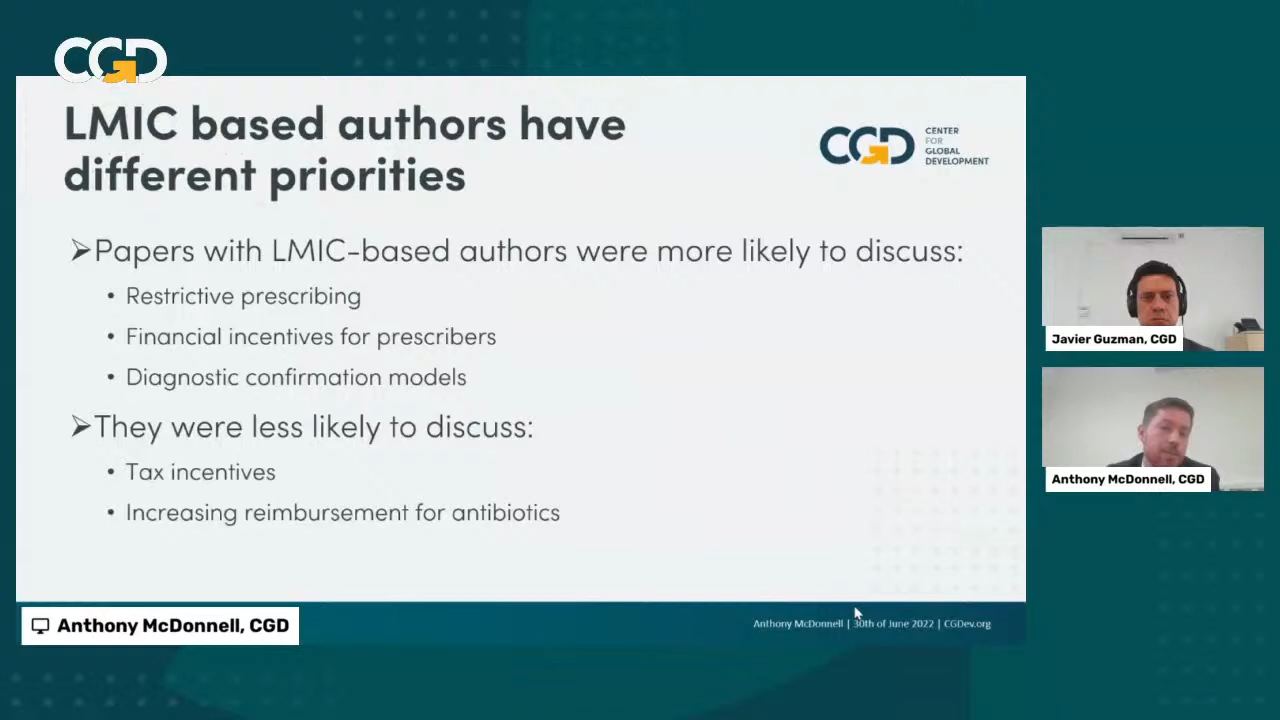 CGD
LMIC based authors have
different priorities
CGD
CENTER
FOR
GLOBAL
DEVELOPMENT
➢Papers with LMIC-based authors were more likely to discuss:
• Restrictive prescribing
• Financial incentives for prescribers
• Diagnostic confirmation models
➢They were less likely to discuss:
• Tax incentives
• Increasing reimbursement for antibiotics
Javier Guzman, CGD
Anthony McDonnell, CGD
Anthony McDonnell, CGD
Anthony McDonnell | 30th of June 2022 | CGDev.org